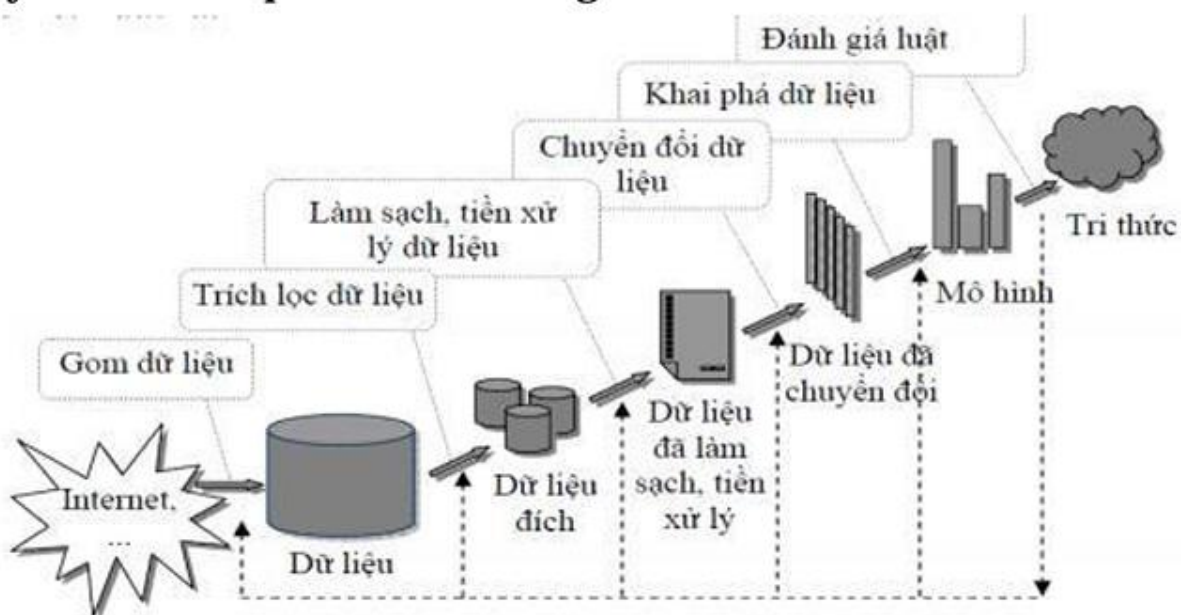 Đánh giá luật
Khai phá dữ liệu
Chuyển đổi dữ
liệu
Làm sạch, tiền xử
lý dữ liệu
Trích lọc dữ liệu
Gom dữ liệu
Internet,
...
Dữ liệu
Dữ liệu
đích
Dữ liệu
đã làm
sạch, tiền
xử lý
Dữ liệu đã
chuyển đổi
Mô hình
Tri thức